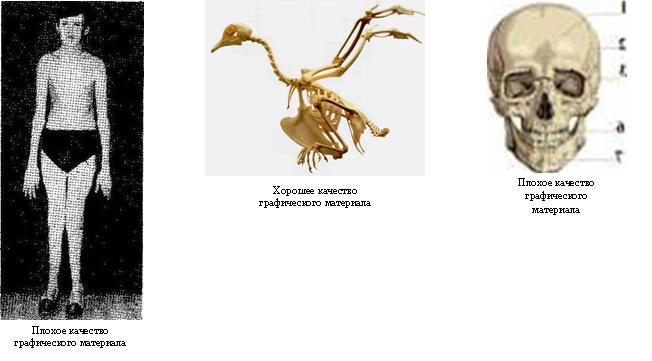 Хорошее качество
графического материала
Плохое качество
графического
материала
Плохое качество
графического материала